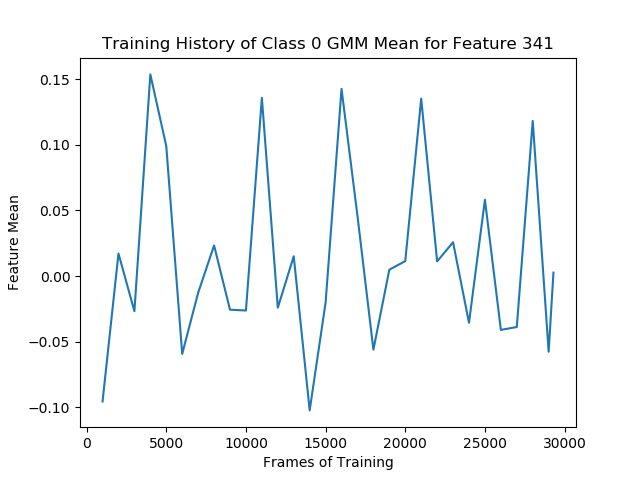 Training History of Class 0 GMM Mean for Feature 341
0.15
0.10
0.05
0.00
−0.05
−0.10
Feature Mean
0 5000 10000 15000 20000 25000 30000
Frames of Training